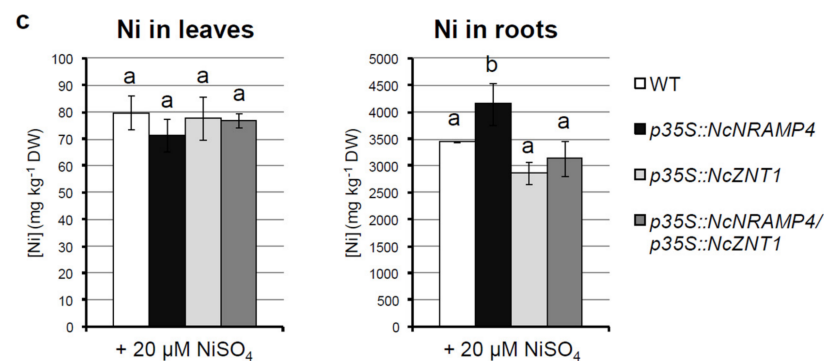 c
Ni in leaves
[Ni] (mg kg⁻¹ DW)
100
90
80
70
60
50
40
30
20
10
0
a
a
a
a
+ 20 µM NiSO₄
Ni in roots
[Ni] (mg kg⁻¹ DW)
5000
4500
4000
3500
3000
2500
2000
1500
1000
500
0
a
b
a
a
+ 20 µM NiSO₄
WT
p35S::NcNRAMP4
p35S::NcZNT1
p35S::NcNRAMP4/
p35S::NcZNT1